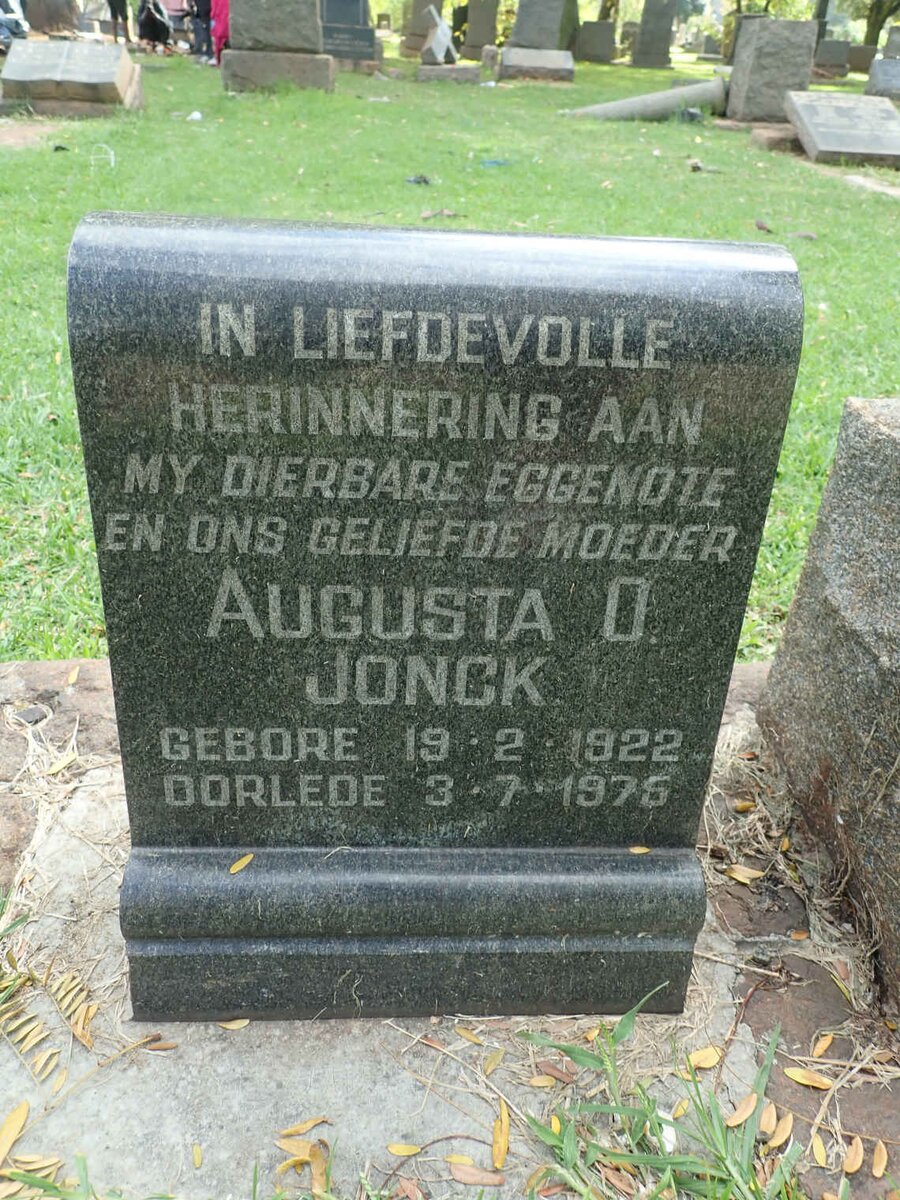 IN LIEFDEVOLLE
HERINNERING AAN
MY DIERBARE EGGENOTE
EN ONS GELIEFDE MOEDER
AUGUSTA O.
JONCK
GEBORE 19·2·1922
OORLEDE 3·7·1976